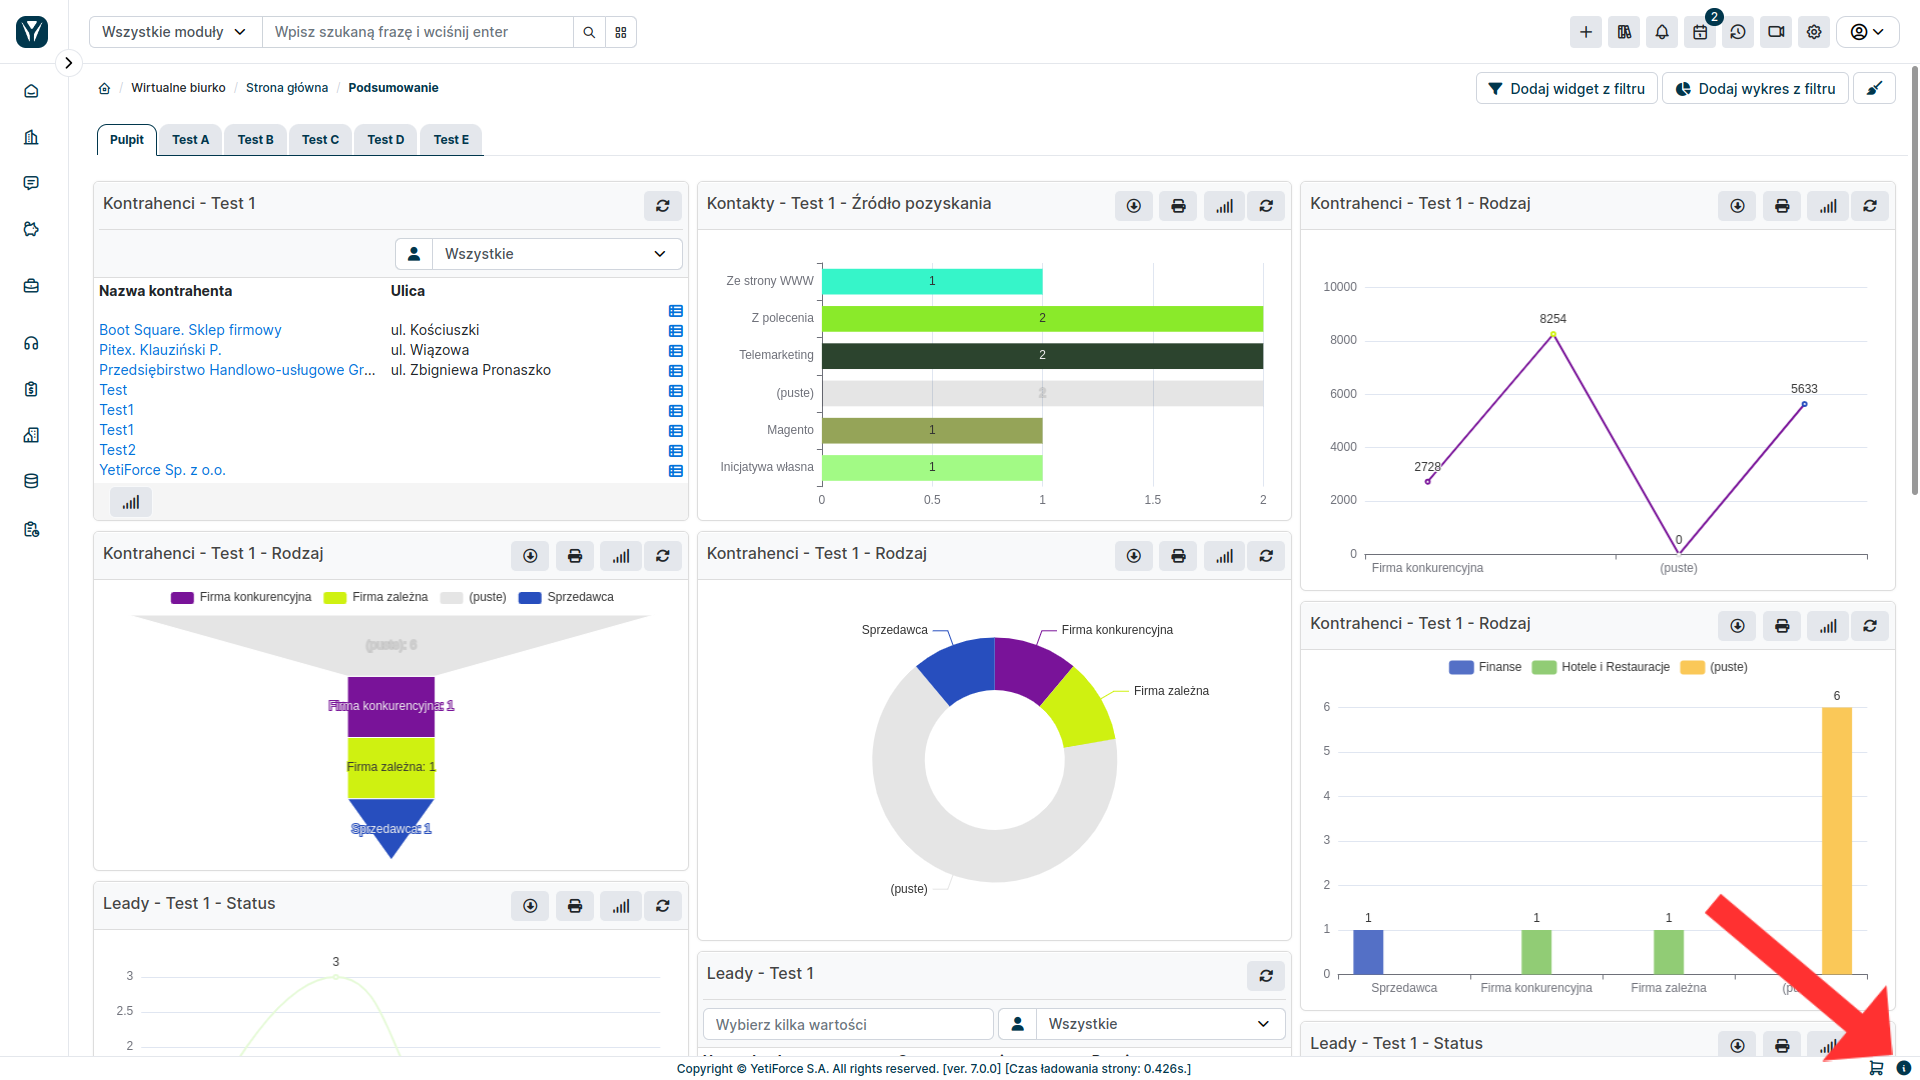 Wszystkie moduły
Wpisz szukaną frazę i wciśnij enter
2
Wirtualne biurko / Strona główna / Podsumowanie
Dodaj widget z filtru
Dodaj wykres z filtru
Pulpit
Test A
Test B
Test C
Test D
Test E
Kontrahenci - Test 1
Wszystkie
Nazwa kontrahenta Ulica
Boot Square. Sklep firmowy ul. Kościuszki
Pitex. Klauziński P. ul. Wiązowa
Przedsiębirstwo Handlowo-usługowe Gr... ul. Zbigniewa Pronaszko
Test
Test1
Test1
Test2
YetiForce Sp. z o.o.
Kontakty - Test 1 - Źródło pozyskania
Ze strony WWW 1
Z polecenia 2
Telemarketing 2
(puste) 2
Magento 1
Inicjatywa własna 1
0 0.5 1 1.5 2
Kontrahenci - Test 1 - Rodzaj
10000
8254
8000
5633
6000
4000
2728
2000
0
0
Firma konkurencyjna (puste)
Kontrahenci - Test 1 - Rodzaj
Firma konkurencyjna Firma zależna (puste) Sprzedawca
(puste): 6
Firma konkurencyjna: 1
Firma zależna: 1
Sprzedawca: 1
Kontrahenci - Test 1 - Rodzaj
Sprzedawca Firma konkurencyjna
Firma zależna
(puste)
Kontrahenci - Test 1 - Rodzaj
Finanse Hotele i Restauracje (puste)
6
6
5
4
3
2
1 1 1
1
0
Sprzedawca Firma konkurencyjna Firma zależna
Leady - Test 1 - Status
3
3
2.5
2
Leady - Test 1
Wybierz kilka wartości
Wszystkie
Leady - Test 1 - Status
Copyright © YetiForce S.A. All rights reserved. [ver. 7.0.0] [Czas ładowania strony: 0.426s.]